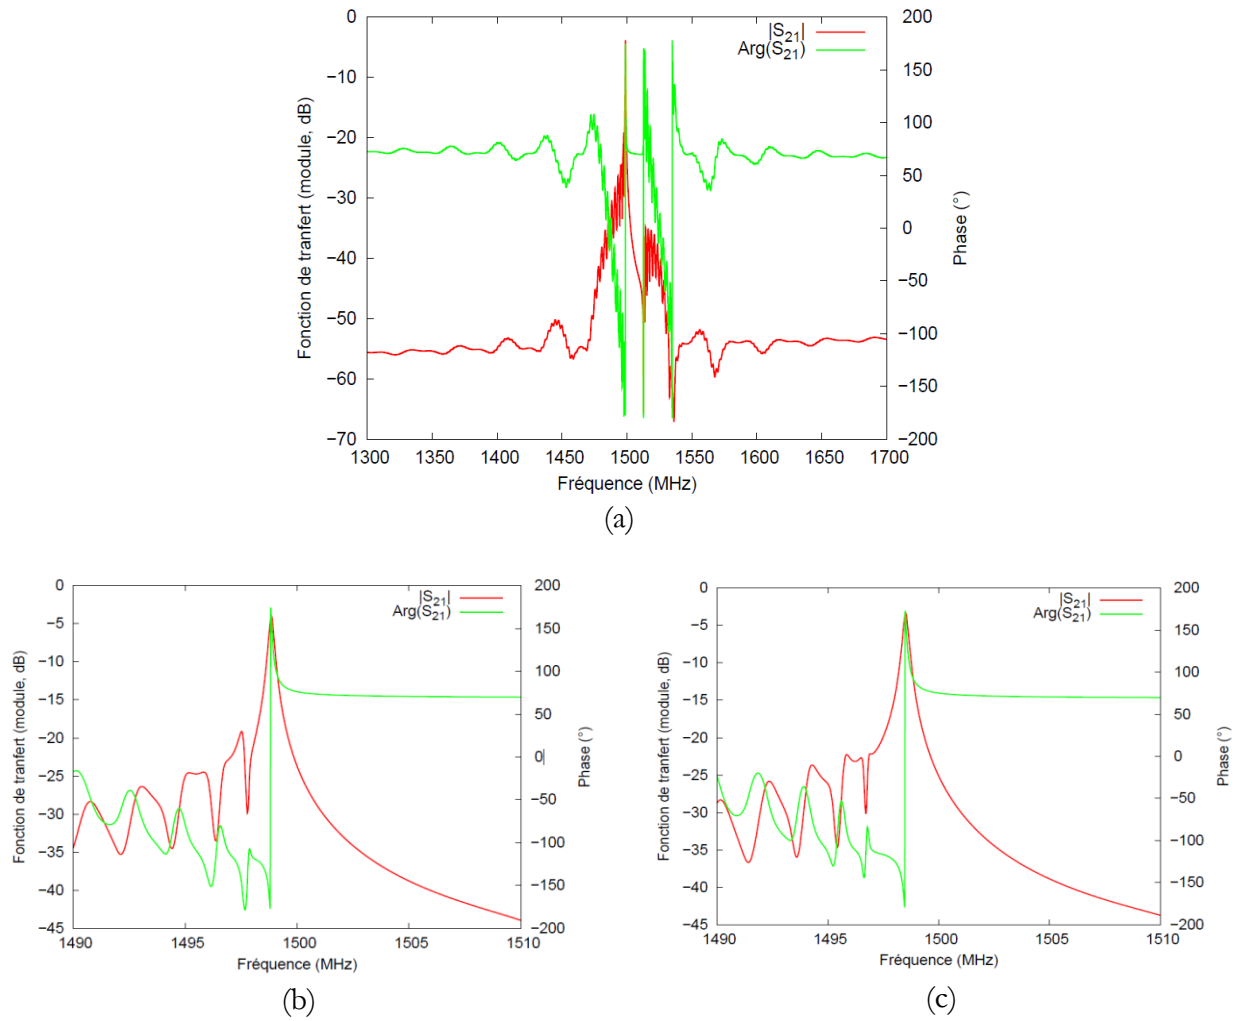 |S21|
Arg(S21)
Fonction de tranfert (module, dB)
0
−10
−20
−30
−40
−50
−60
−70
200
150
100
50
0
−50
−100
−150
−200
Phase (°)
1300 1350 1400 1450 1500 1550 1600 1650 1700
Fréquence (MHz)
(a)
|S21|
Arg(S21)
Fonction de tranfert (module, dB)
0
−5
−10
−15
−20
−25
−30
−35
−40
−45
200
150
100
50
0
−50
−100
−150
−200
Phase (°)
1490 1495 1500 1505 1510
Fréquence (MHz)
(b)
|S21|
Arg(S21)
Fonction de tranfert (module, dB)
0
−5
−10
−15
−20
−25
−30
−35
−40
−45
200
150
100
50
0
−50
−100
−150
−200
Phase (°)
1490 1495 1500 1505 1510
Fréquence (MHz)
(c)